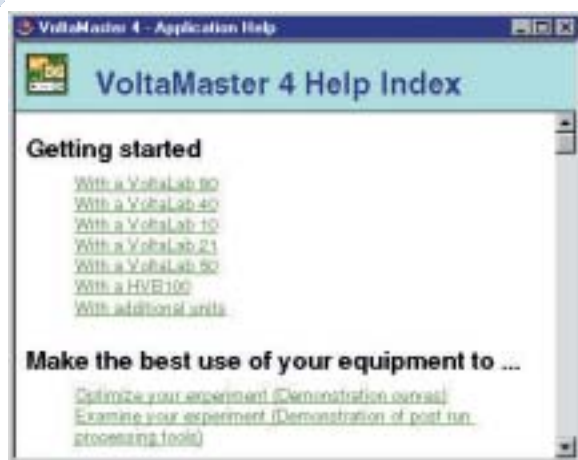 VoltaMaster 4 - Application Help
VoltaMaster 4 Help Index
Getting started
With a VoltaLab 80
With a VoltaLab 40
With a VoltaLab 10
With a VoltaLab 21
With a VoltaLab
With a HVB100
With additional units
Make the best use of your equipment to ...
Optimize your experiment (Demonstration curves)
Examine your experiment (Demonstration of post run
processing tools)